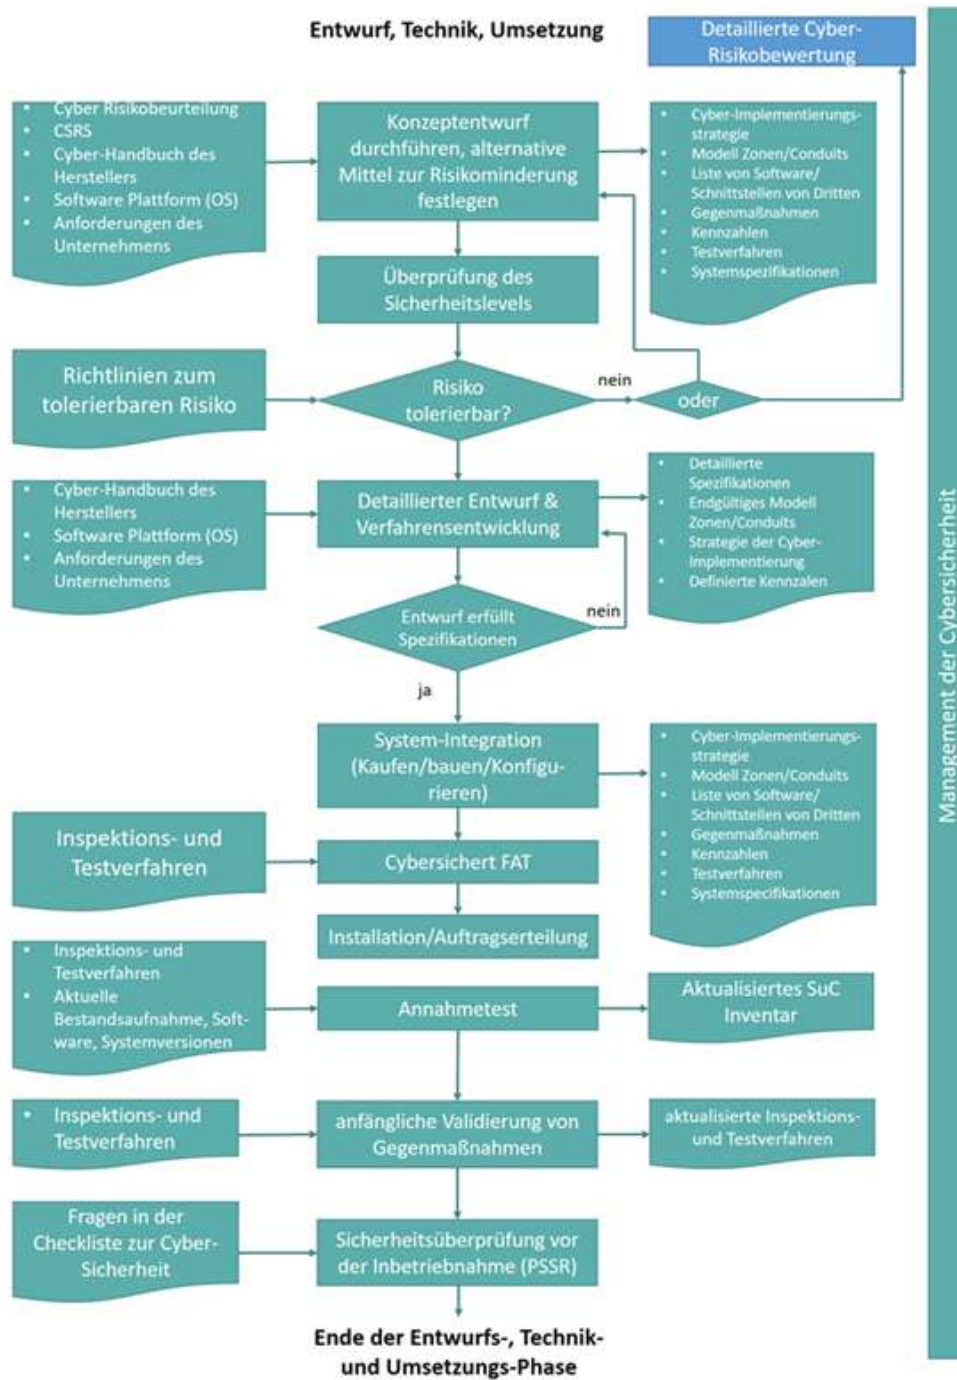 Entwurf, Technik, Umsetzung
Detaillierte Cyber-
Risikobewertung
• Cyber Risikobeurteilung
• CSRS
• Cyber-Handbuch des
Herstellers
• Software Plattform (OS)
• Anforderungen des
Unternehmens
Konzeptentwurf
durchführen, alternative
Mittel zur Risikominderung
festlegen
• Cyber-Implementierungs-
strategie
• Modell Zonen/Conduits
• Liste von Software/
Schnittstellen von Dritten
• Gegenmaßnahmen
• Kennzahlen
• Testverfahren
• Systemspezifikationen
Überprüfung des
Sicherheitslevels
Richtlinien zum
tolerierbaren Risiko
Risiko
tolerierbar?
nein
oder
• Cyber-Handbuch des
Herstellers
• Software Plattform (OS)
• Anforderungen des
Unternehmens
Detaillierter Entwurf &
Verfahrensentwicklung
• Detaillierte
Spezifikationen
• Endgültiges Modell
Zonen/Conduits
• Strategie der Cyber-
Implementierung
• Definierte Kennzalen
Entwurf erfüllt
Spezifikationen
nein
ja
System-Integration
(Kaufen/bauen/Konfigu-
rieren)
• Cyber-Implementierungs-
strategie
• Modell Zonen/Conduits
• Liste von Software/
Schnittstellen von Dritten
• Gegenmaßnahmen
• Kennzahlen
• Testverfahren
• Systemspecifikationen
Inspektions- und
Testverfahren
Cybersichert FAT
Installation/Auftragserteilung
• Inspektions- und
Testverfahren
• Aktuelle
Bestandsaufnahme, Soft-
ware, Systemversionen
Annahmetest
Aktualisiertes SuC
Inventar
• Inspektions- und
Testverfahren
anfängliche Validierung von
Gegenmaßnahmen
aktualisierte Inspektions-
und Testverfahren
Fragen in der
Checkliste zur Cyber-
Sicherheit
Sicherheitsüberprüfung vor
der Inbetriebnahme (PSSR)
Ende der Entwurfs-, Technik-
und Umsetzungs-Phase
Management der Cybersicherheit